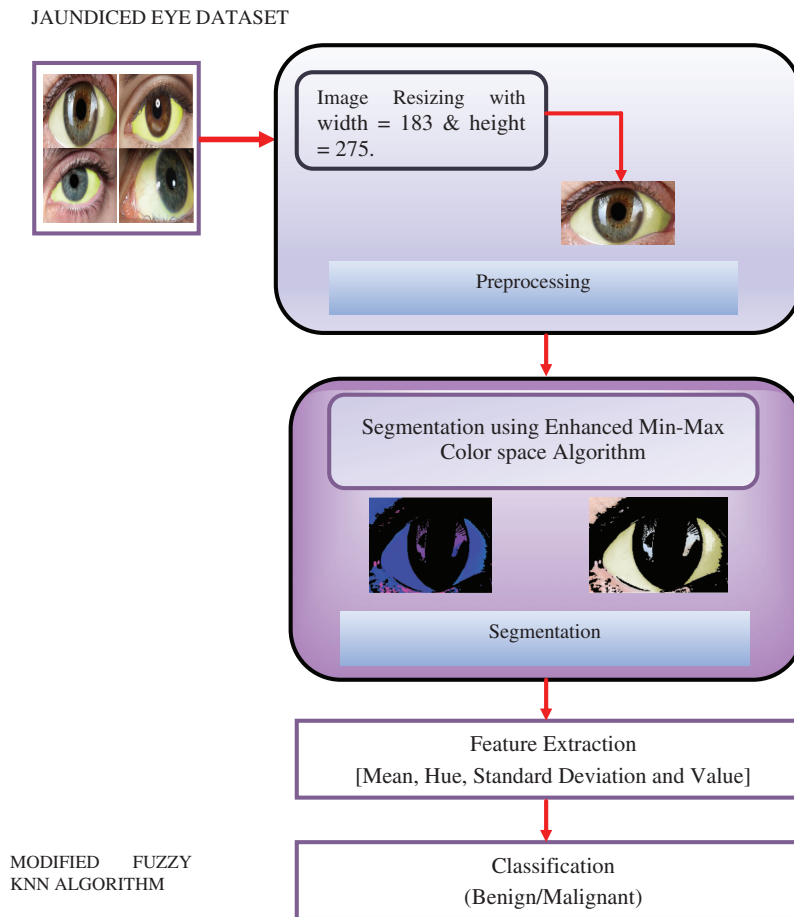 JAUNDICED EYE DATASET
Image Resizing with
width = 183 & height
= 275.
Preprocessing
Segmentation using Enhanced Min-Max
Color space Algorithm
Segmentation
Feature Extraction
[Mean, Hue, Standard Deviation and Value]
MODIFIED FUZZY
KNN ALGORITHM
Classification
(Benign/Malignant)